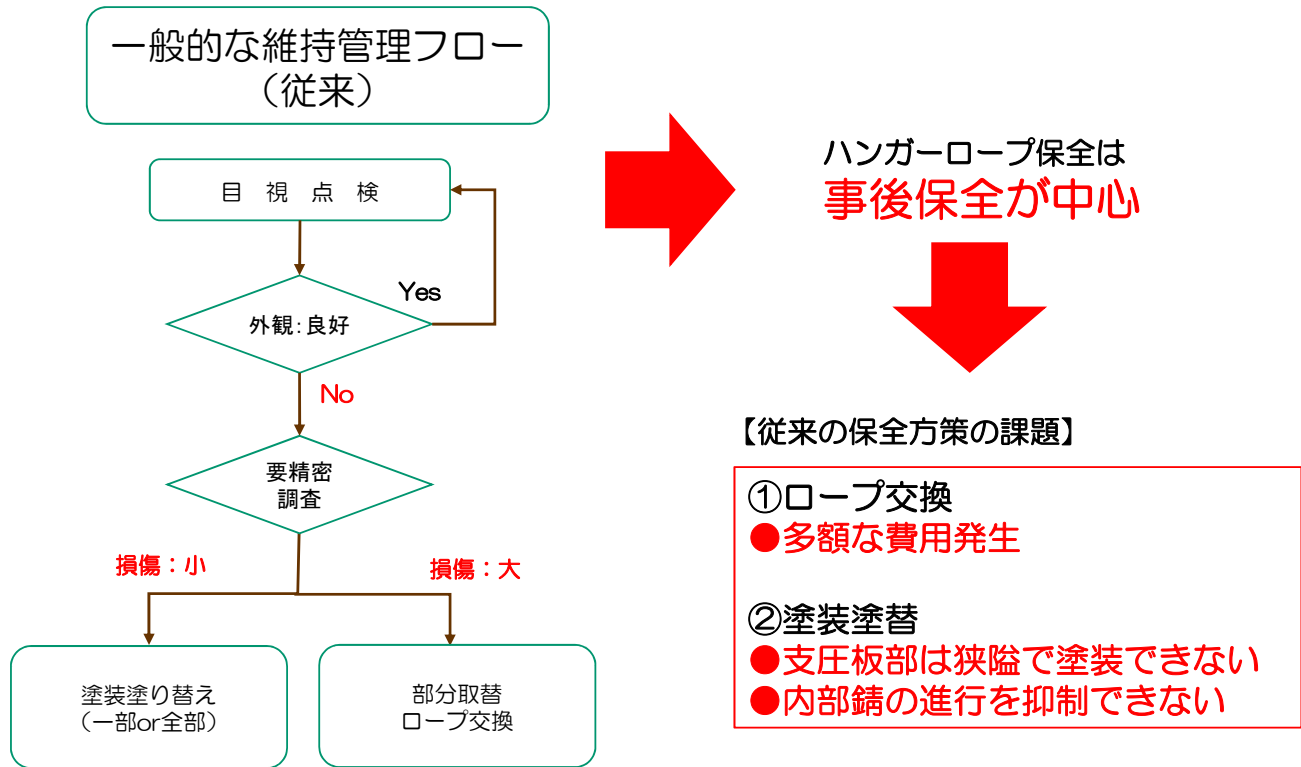 一般的な維持管理フロー
（従来）
目　視　点　検
Yes
外観：良好
No
要精密
調査
損傷：小
損傷：大
塗装塗り替え
（一部or全部）
部分取替
ロープ交換
ハンガーロープ保全は
事後保全が中心
【従来の保全方策の課題】
①ロープ交換
●多額な費用発生
②塗装塗替
●支圧板部は狭隘で塗装できない
●内部錆の進行を抑制できない